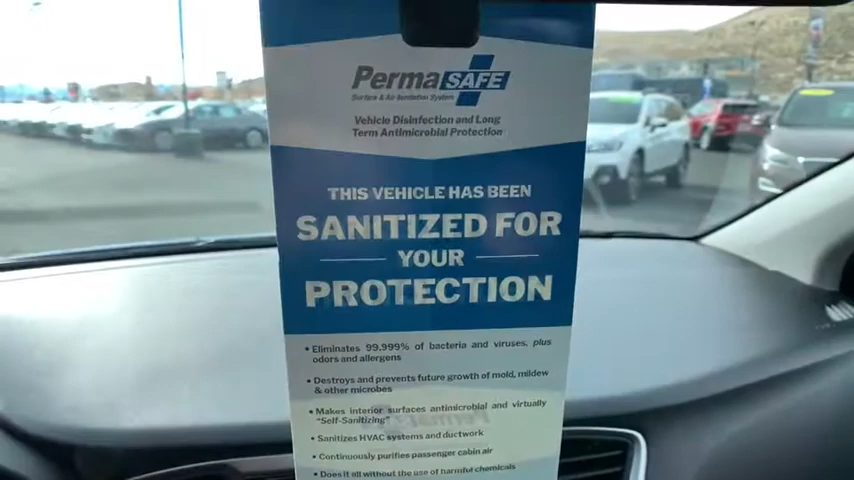 PermaSAFE
Surface & Air Sanitation System
Vehicle Disinfection and Long
Term Antimicrobial Protection
THIS VEHICLE HAS BEEN
SANITIZED FOR
YOUR
PROTECTION
• Eliminates 99.999% of bacteria and viruses, plus
odors and allergens
• Destroys and prevents future growth of mold, mildew
& other microbes
• Makes interior surfaces antimicrobial and virtually
"Self-Sanitizing"
• Sanitizes HVAC systems and ductwork
• Continuously purifies passenger cabin air
• Does it all without the use of harmful chemicals